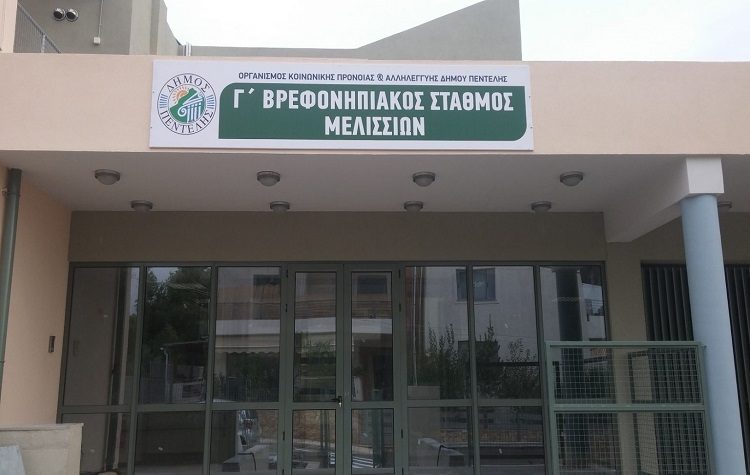 ΟΡΓΑΝΙΣΜΟΣ ΚΟΙΝΩΝΙΚΗΣ ΠΡΟΝΟΙΑΣ & ΑΛΛΗΛΕΓΓΥΗΣ ΔΗΜΟΥ ΠΕΝΤΕΛΗΣ
ΔΗΜΟΣ
ΠΕΝΤΕΛΗΣ
Γ΄ ΒΡΕΦΟΝΗΠΙΑΚΟΣ ΣΤΑΘΜΟΣ
ΜΕΛΙΣΣΙΩΝ